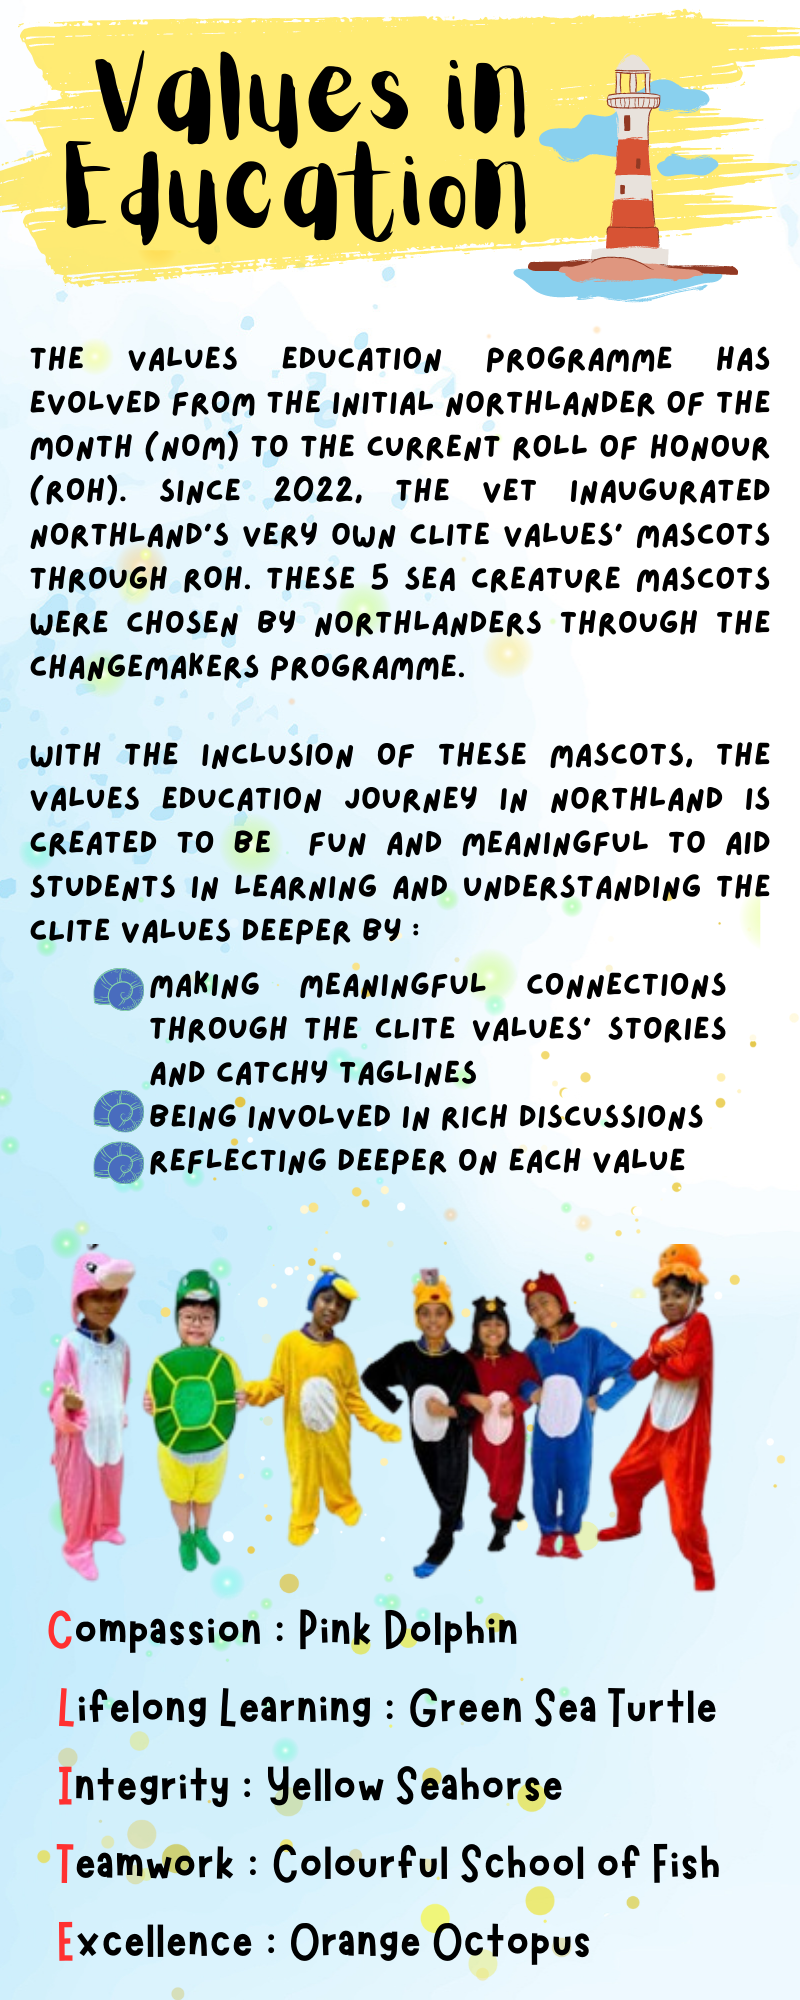 Values in
Education
THE VALUES EDUCATION PROGRAMME HAS
EVOLVED FROM THE INITIAL NORTHLANDER OF THE
MONTH (NOM) TO THE CURRENT ROLL OF HONOUR
(ROH). SINCE 2022, THE VET INAUGURATED
NORTHLAND'S VERY OWN CLITE VALUES' MASCOTS
THROUGH ROH. THESE 5 SEA CREATURE MASCOTS
WERE CHOSEN BY NORTHLANDERS THROUGH THE
CHANGEMAKERS PROGRAMME.
WITH THE INCLUSION OF THESE MASCOTS, THE
VALUES EDUCATION JOURNEY IN NORTHLAND IS
CREATED TO BE FUN AND MEANINGFUL TO AID
STUDENTS IN LEARNING AND UNDERSTANDING THE
CLITE VALUES DEEPER BY :
MAKING MEANINGFUL CONNECTIONS
THROUGH THE CLITE VALUES' STORIES
AND CATCHY TAGLINES
BEING INVOLVED IN RICH DISCUSSIONS
REFLECTING DEEPER ON EACH VALUE
Compassion : Pink Dolphin
Lifelong Learning : Green Sea Turtle
Integrity : Yellow Seahorse
Teamwork : Colourful School of Fish
Excellence : Orange Octopus